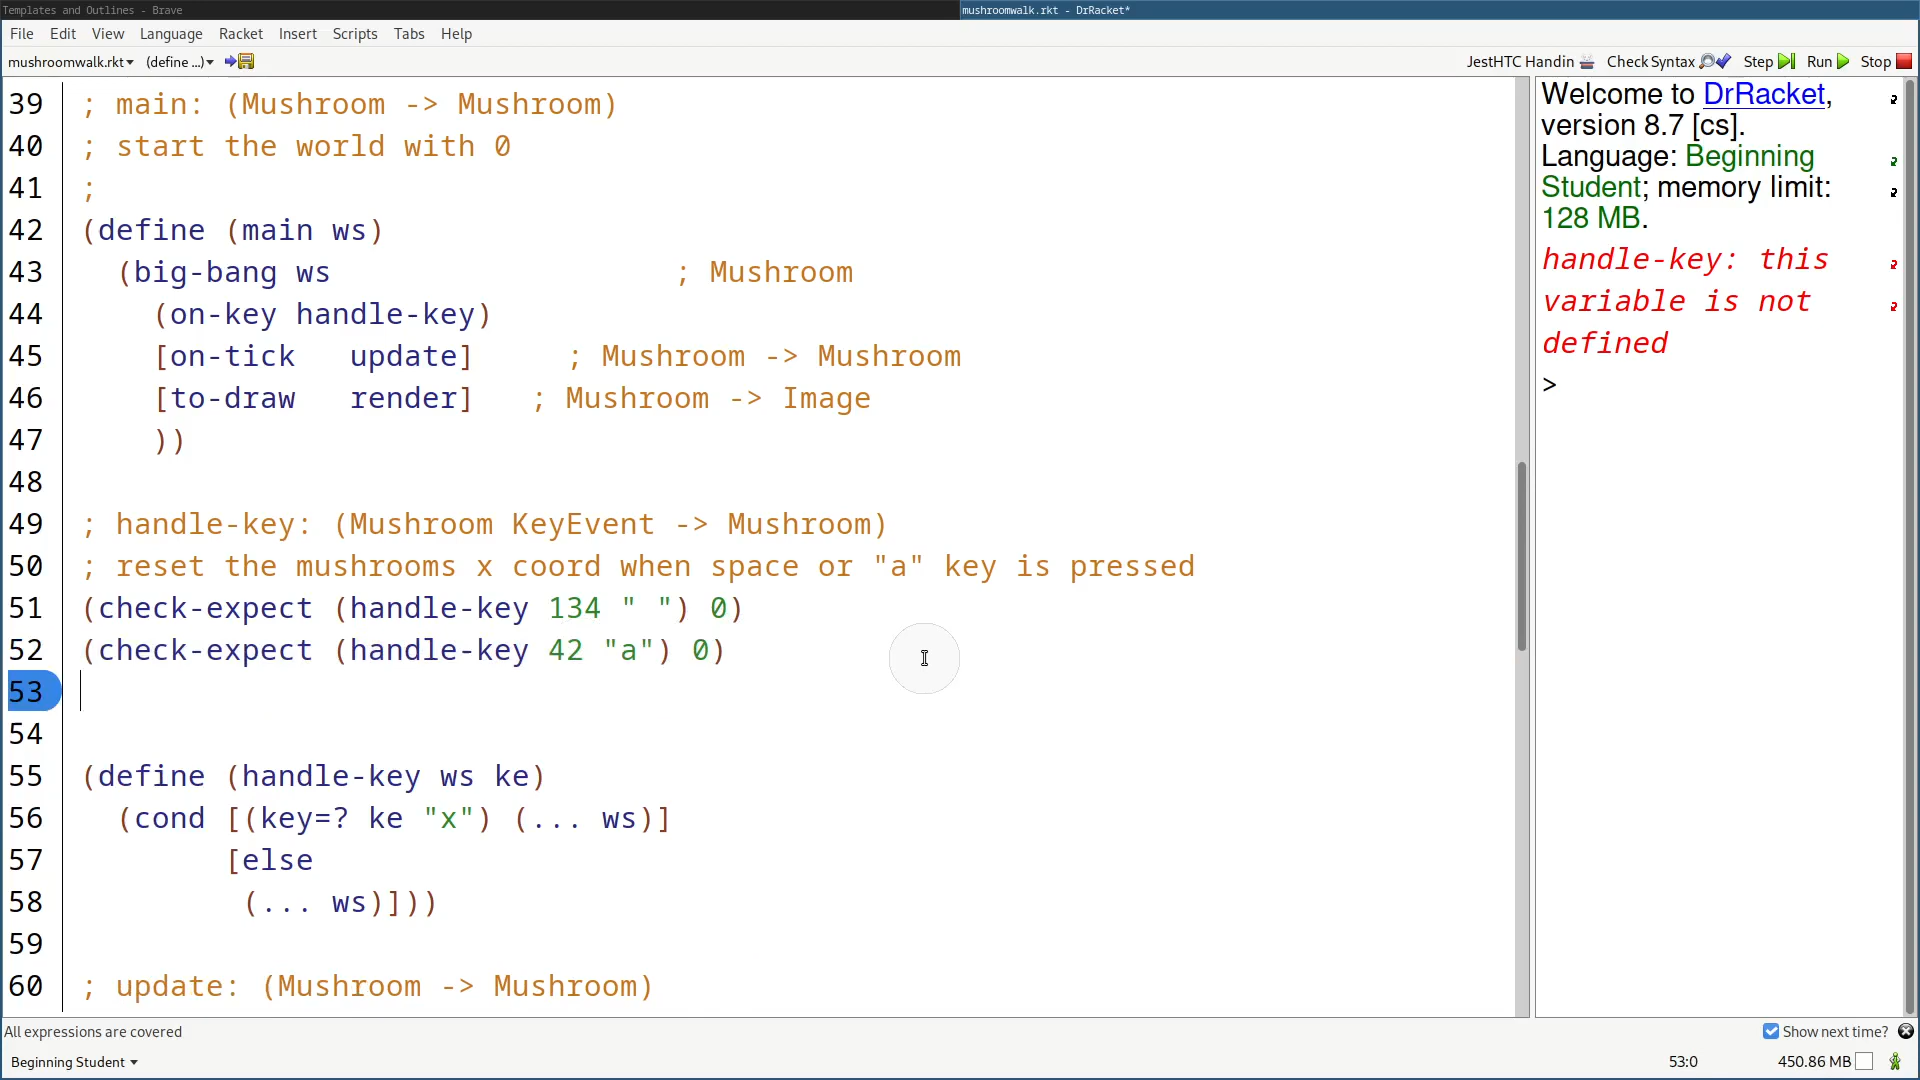 Templates and Outlines - Brave
mushroomwalk.rkt - DrRacket*
File Edit View Language Racket Insert Scripts Tabs Help
mushroomwalk.rkt (define ...) JestHTC Handin Check Syntax Step Run Stop
39 ; main: (Mushroom -> Mushroom)
40 ; start the world with 0
41 ;
42 (define (main ws)
43 (big-bang ws ; Mushroom
44 (on-key handle-key)
45 [on-tick update] ; Mushroom -> Mushroom
46 [to-draw render] ; Mushroom -> Image
47 ))
48
49 ; handle-key: (Mushroom KeyEvent -> Mushroom)
50 ; reset the mushrooms x coord when space or "a" key is pressed
51 (check-expect (handle-key 134 " ") 0)
52 (check-expect (handle-key 42 "a") 0)
53
54
55 (define (handle-key ws ke)
56 (cond [(key=? ke "x") (... ws)]
57 [else
58 (... ws)]))
59
60 ; update: (Mushroom -> Mushroom)
Welcome to DrRacket,
version 8.7 [cs].
Language: Beginning
Student; memory limit:
128 MB.
handle-key: this
variable is not
defined
>
All expressions are covered
Show next time?
Beginning Student
53:0
450.86 MB